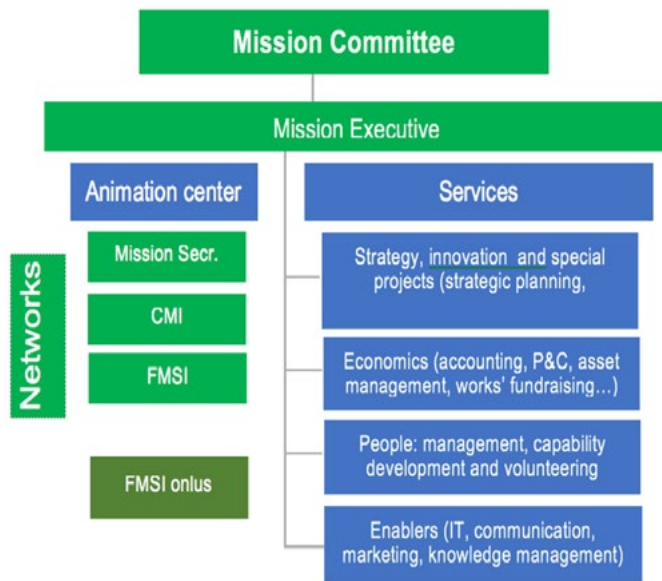 Mission Committee
Mission Executive
Animation center
Services
Networks
Mission Secr.
CMI
FMSI
FMSI onlus
Strategy, innovation and special
projects (strategic planning,
Economics (accounting, P&C, asset
management, works' fundraising…)
People: management, capability
development and volunteering
Enablers (IT, communication,
marketing, knowledge management)